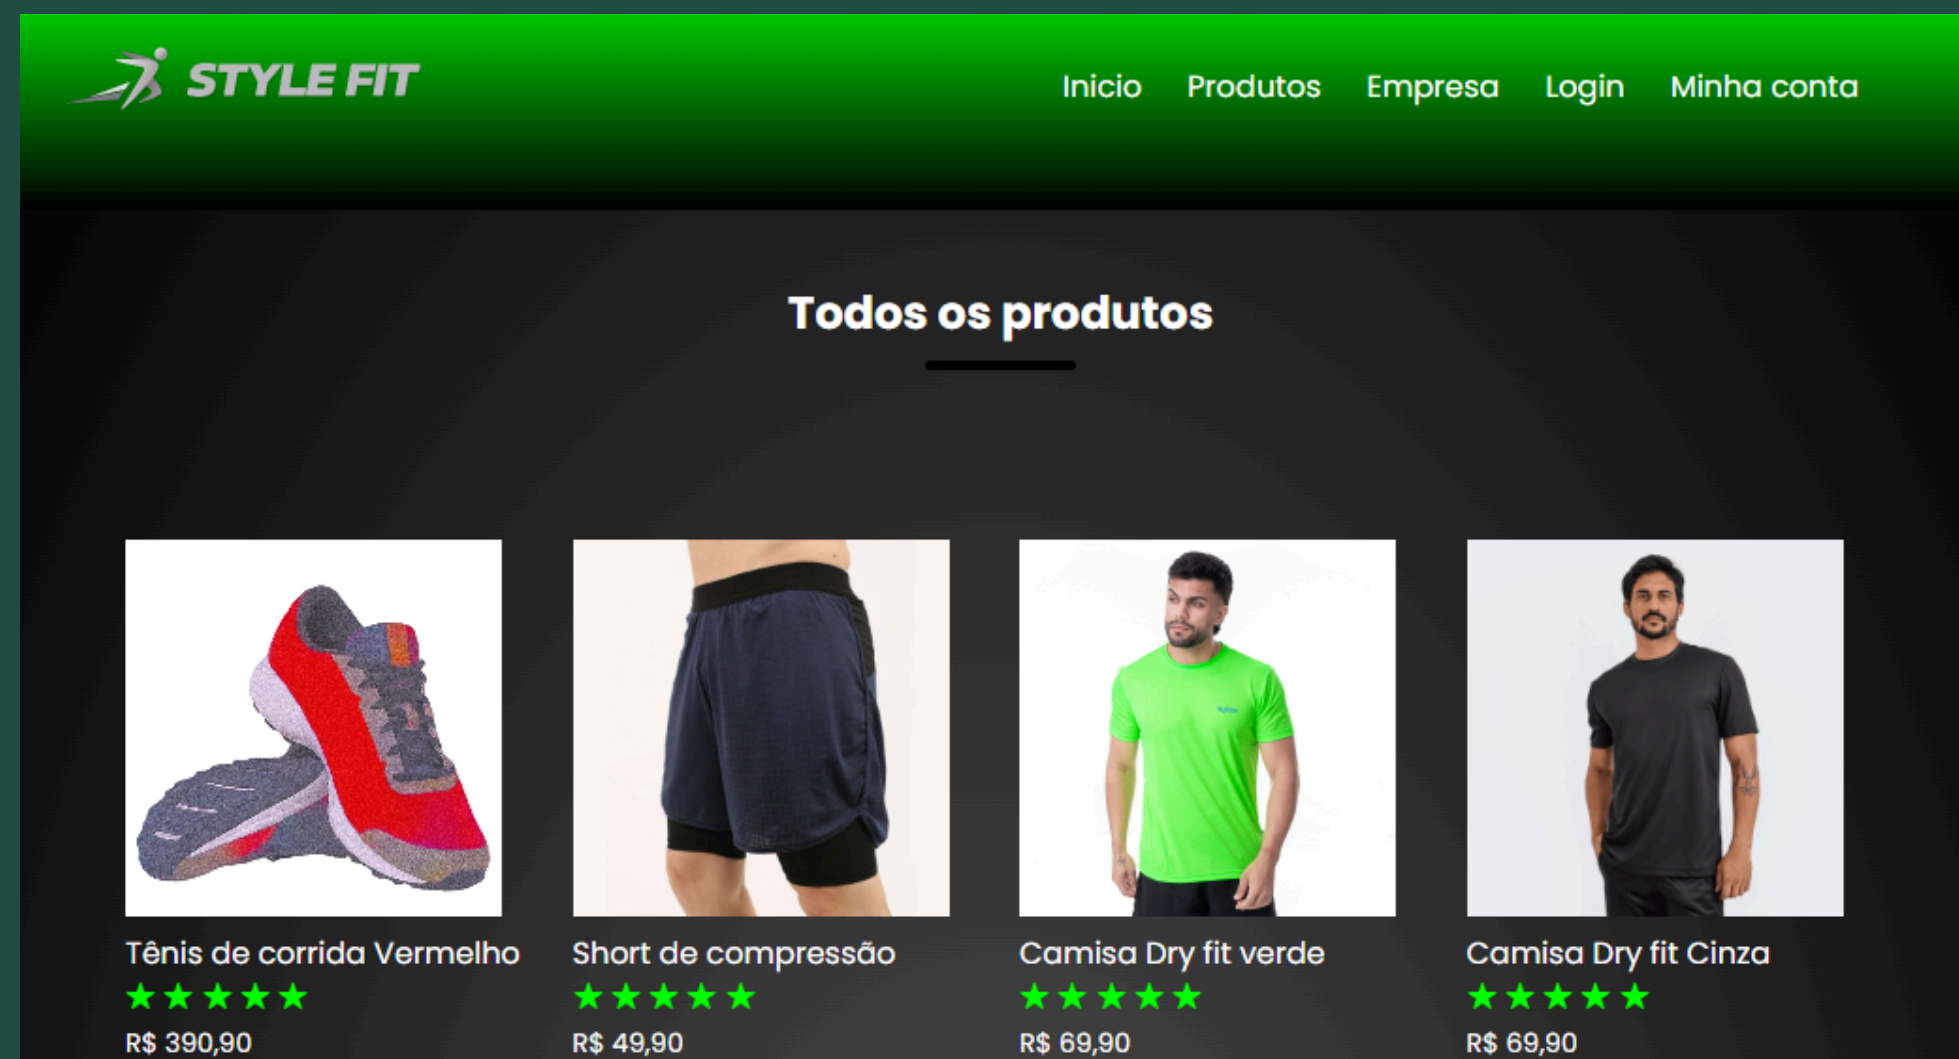 STYLE FIT
Inicio Produtos Empresa Login Minha conta
Todos os produtos
Tênis de corrida Vermelho
R$ 390,90
Short de compressão
R$ 49,90
Camisa Dry fit verde
R$ 69,90
Camisa Dry fit Cinza
R$ 69,90